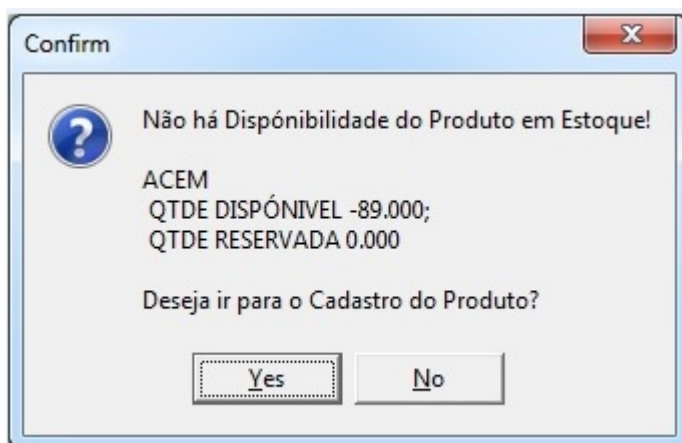 Confirm
x
?
Não há Dispónibilidade do Produto em Estoque!
ACEM
QTDE DISPÓNIVEL -89.000;
QTDE RESERVADA 0.000
Deseja ir para o Cadastro do Produto?
Yes No